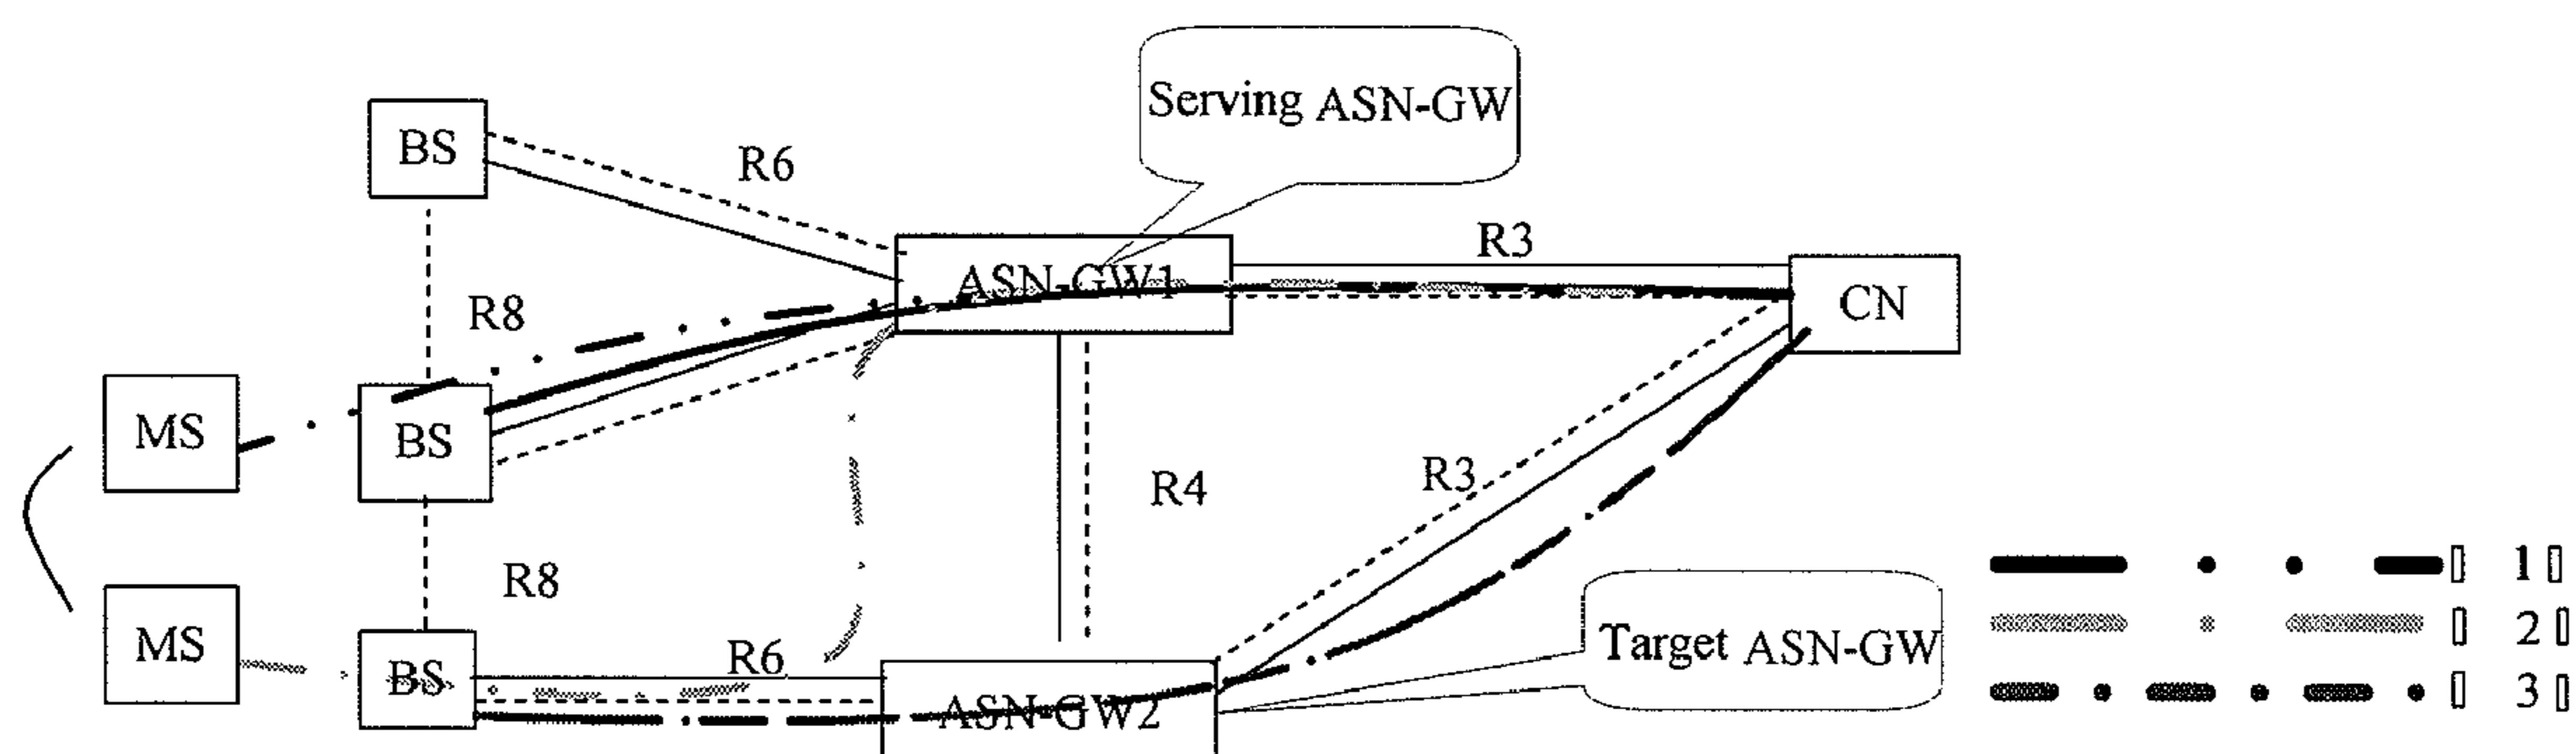 Serving ASN-GW
BS
R6
R3
ASN-GW1
CN
R8
MS
BS
R4
R3
R8
1
Target ASN-GW
2
MS
R6
BS
3
ASN-GW2